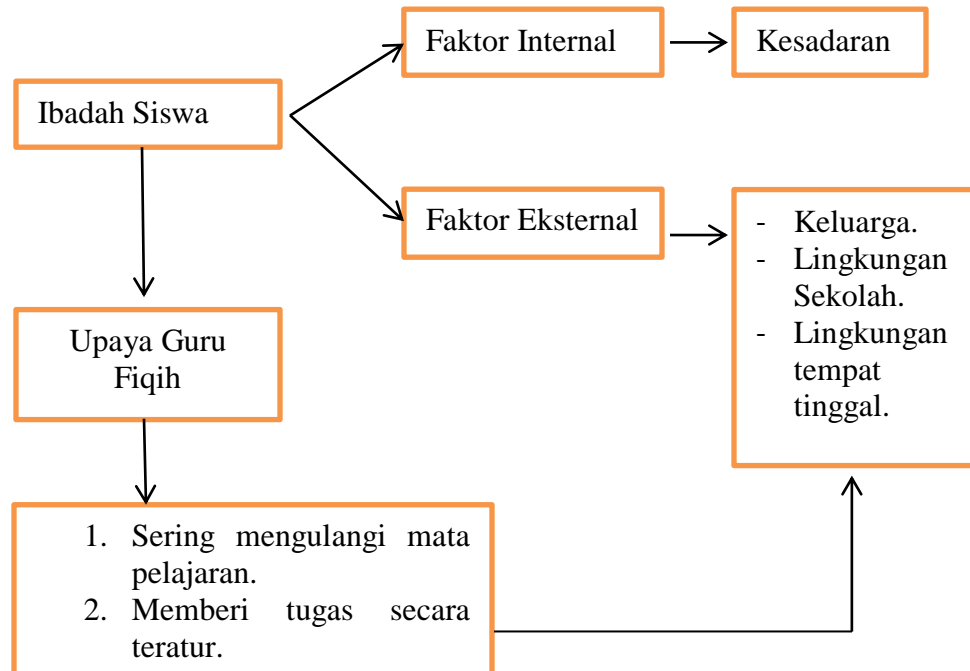 Faktor Internal
Kesadaran
Ibadah Siswa
Faktor Eksternal
- Keluarga.
- Lingkungan
Sekolah.
- Lingkungan
tempat
tinggal.
Upaya Guru
Fiqih
1. Sering mengulangi mata
pelajaran.
2. Memberi tugas secara
teratur.